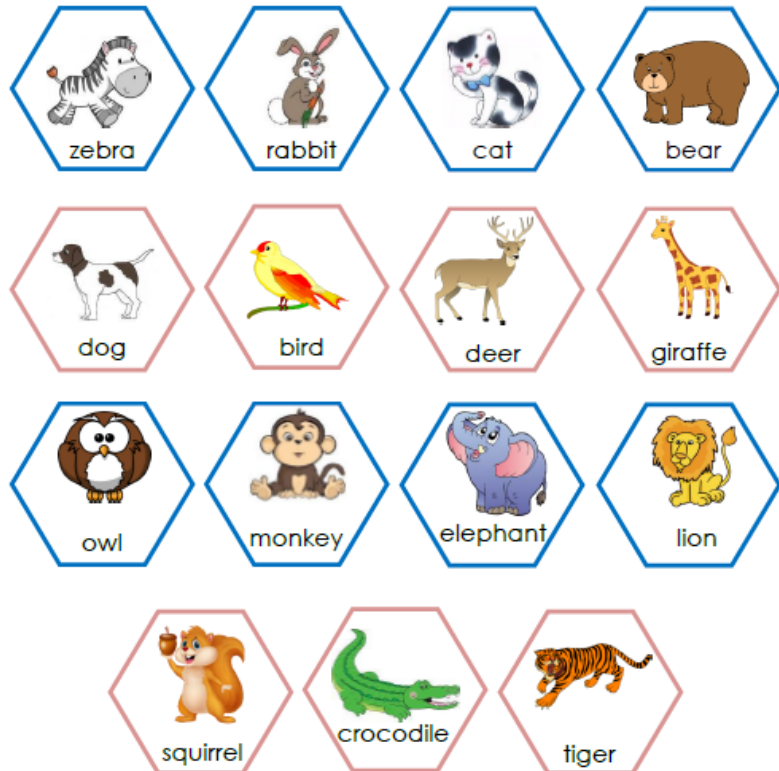 zebra
rabbit
cat
bear
dog
bird
deer
giraffe
owl
monkey
elephant
lion
squirrel
crocodile
tiger